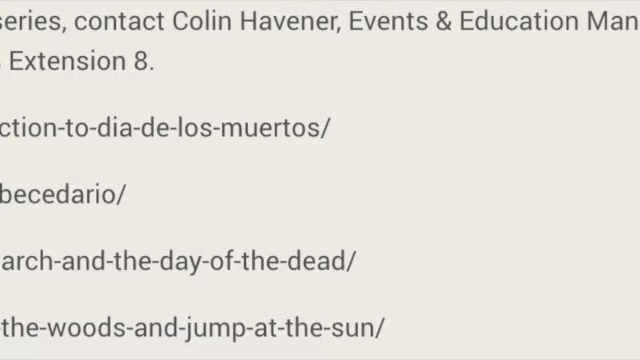 series, contact Colin Havener, Events & Education Man
Extension 8.
ction-to-dia-de-los-muertos/
becedario/
arch-and-the-day-of-the-dead/
-the-woods-and-jump-at-the-sun/